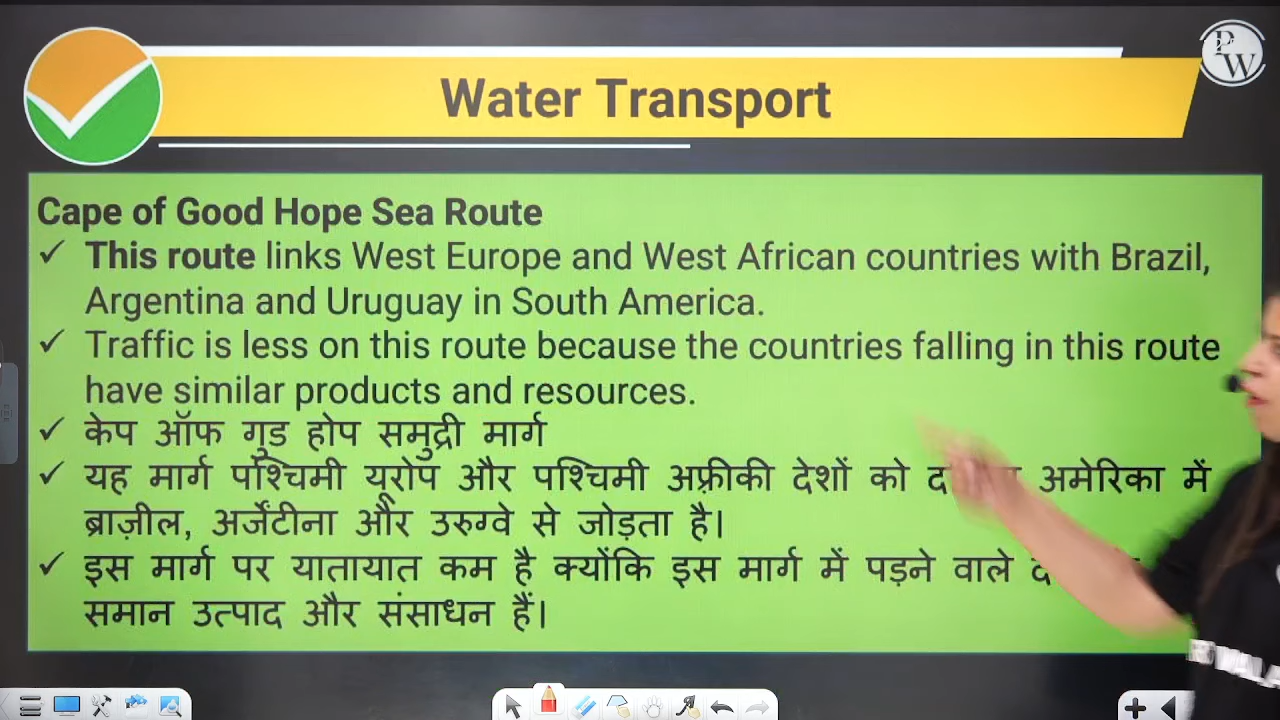 PW
Water Transport
Cape of Good Hope Sea Route
✓ This route links West Europe and West African countries with Brazil,
Argentina and Uruguay in South America.
✓ Traffic is less on this route because the countries falling in this route
have similar products and resources.
✓ केप ऑफ गुड होप समुद्री मार्ग
✓ यह मार्ग पश्चिमी यूरोप और पश्चिमी अफ़्रीकी देशों को अमेरिका में
ब्राज़ील, अर्जेंटीना और उरुग्वे से जोड़ता है।
✓ इस मार्ग पर यातायात कम है क्योंकि इस मार्ग में पड़ने वाले
समान उत्पाद और संसाधन हैं।